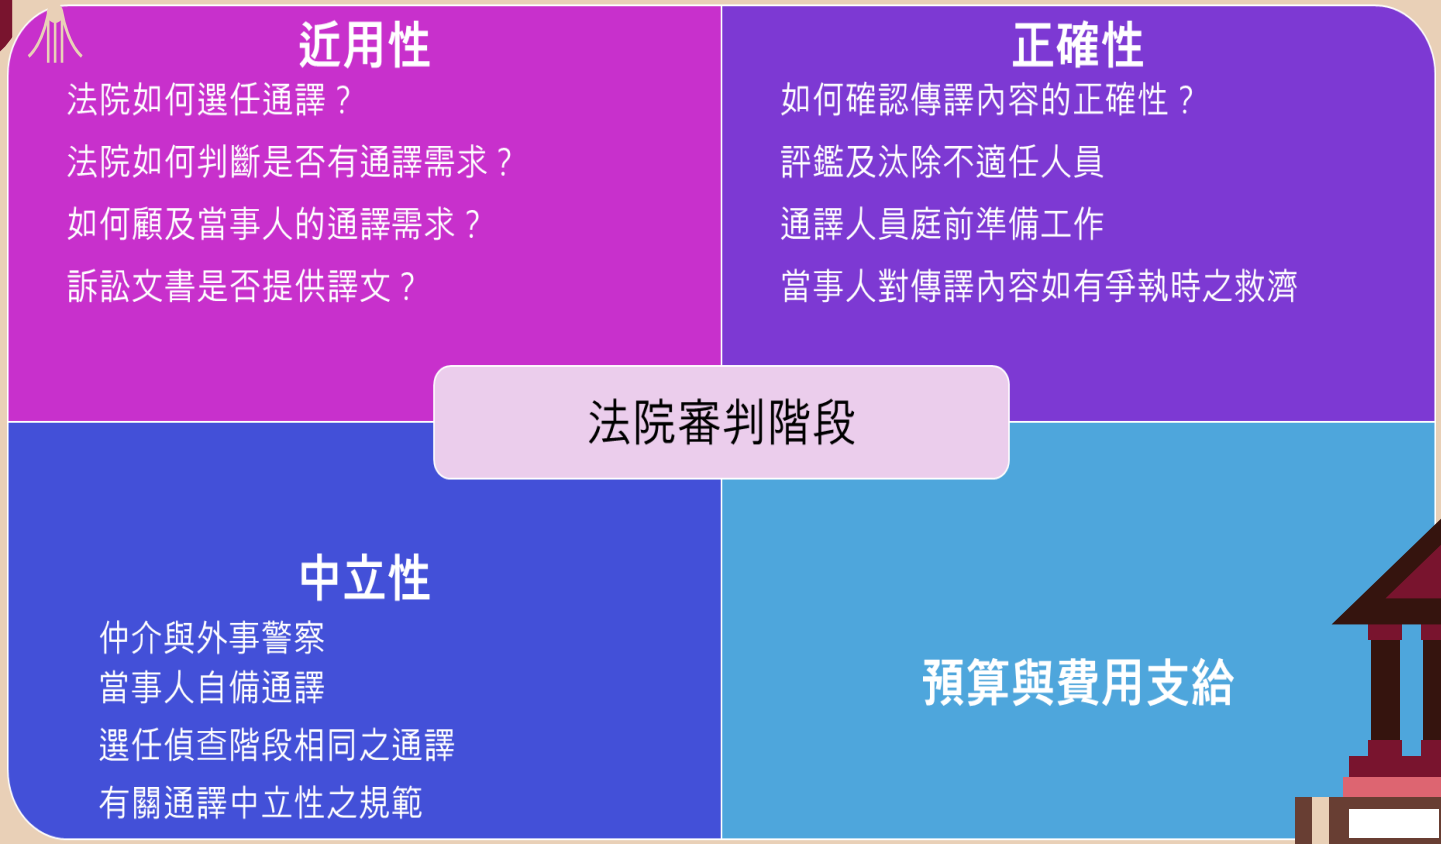 近用性
法院如何選任通譯？
法院如何判斷是否有通譯需求？
如何顧及當事人的通譯需求？
訴訟文書是否提供譯文？
正確性
如何確認傳譯內容的正確性？
評鑑及汰除不適任人員
通譯人員庭前準備工作
當事人對傳譯內容如有爭執時之救濟
法院審判階段
中立性
仲介與外事警察
當事人自備通譯
選任偵查階段相同之通譯
有關通譯中立性之規範
預算與費用支給